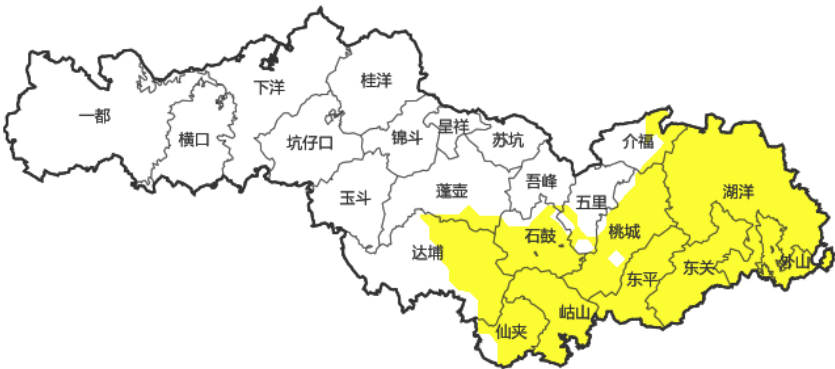 下洋
桂洋
一都
横口
坑仔口
锦斗
呈祥
苏坑
介福
玉斗
蓬壶
吾峰
五里
湖洋
达埔
石鼓
桃城
东平
东关
外山
仙夹
岵山